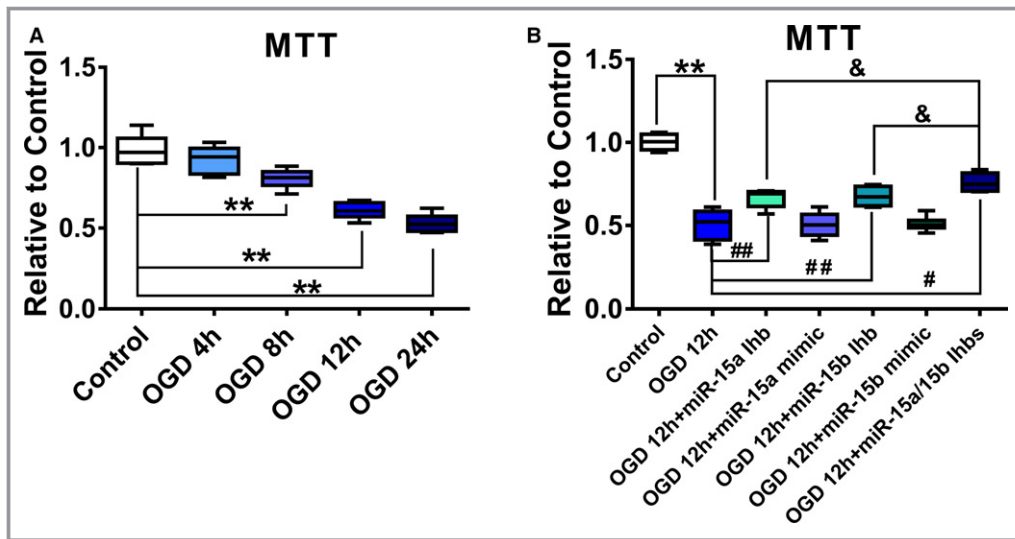 A
MTT
Relative to Control
1.5
1.0
0.5
0.0
**
**
**
Control
OGD 4h
OGD 8h
OGD 12h
OGD 24h
B
MTT
Relative to Control
1.5
1.0
0.5
0.0
**
&
&
##
##
#
Control
OGD 12h
OGD 12h+miR-15a Ihb
OGD 12h+miR-15a mimic
OGD 12h+miR-15b Ihb
OGD 12h+miR-15b mimic
OGD 12h+miR-15a/15b Ihbs